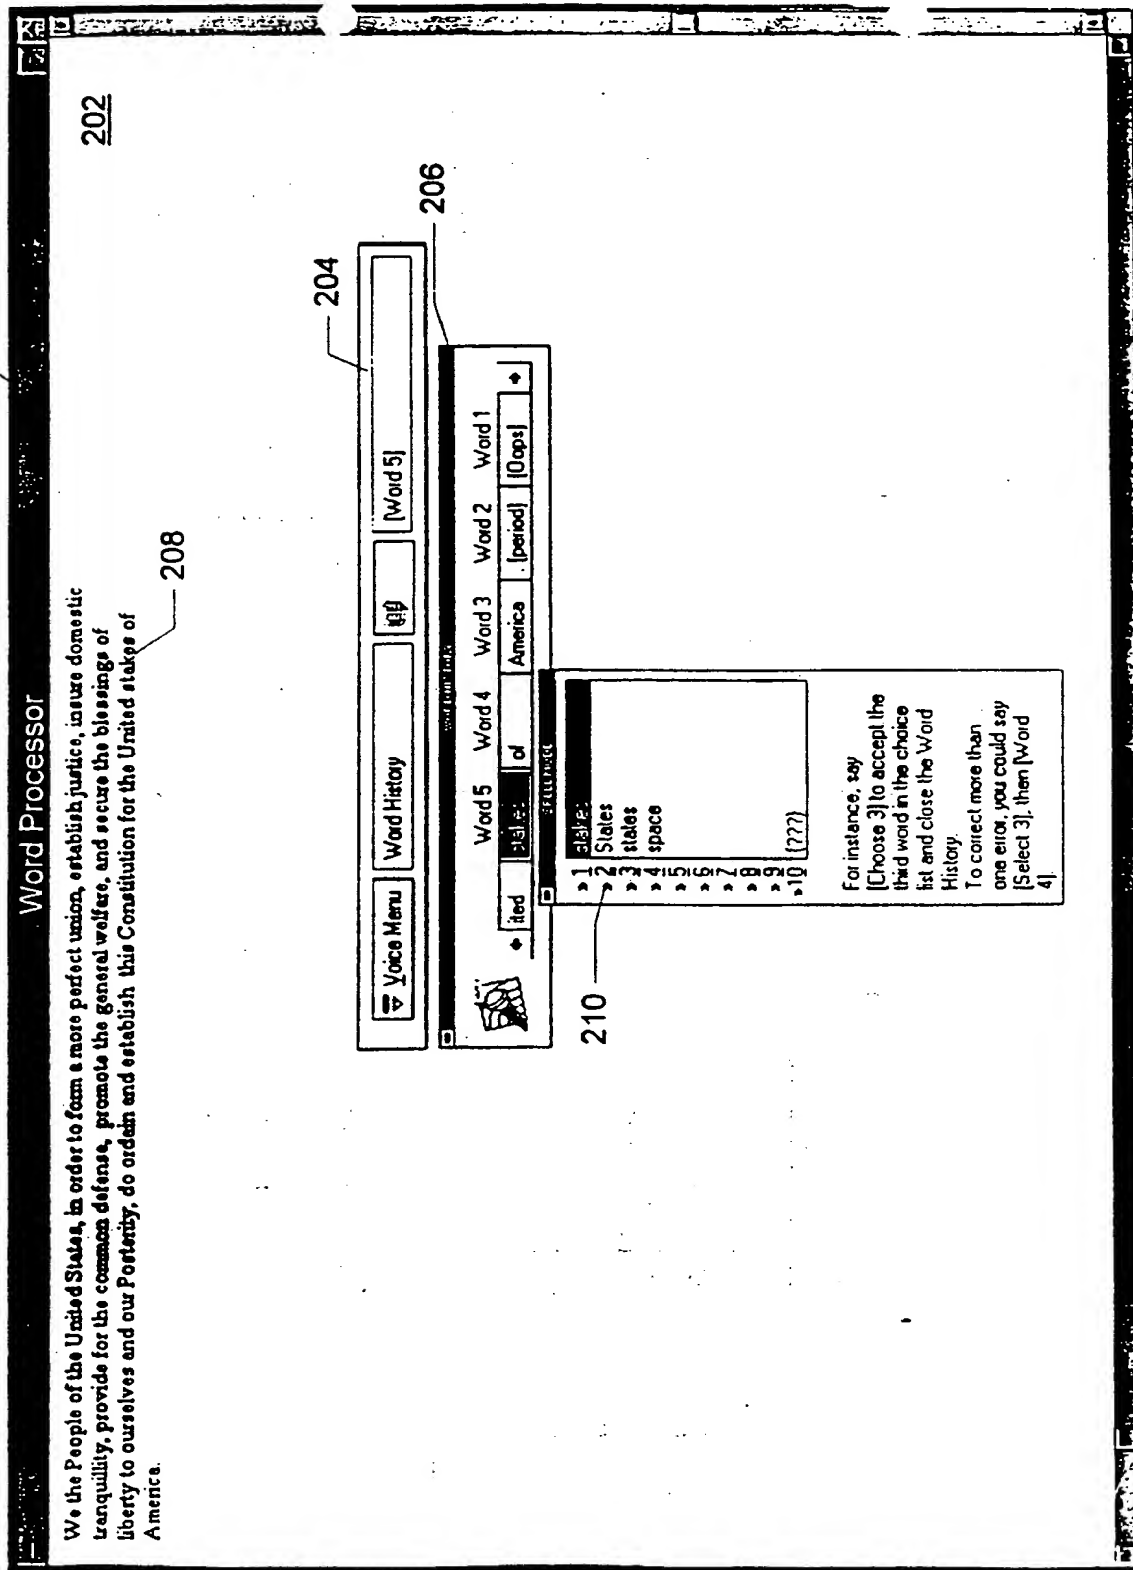 Word Processor
We the People of the United States, in order to form a more perfect union, establish justice, insure domestic
tranquility, provide for the common defense, promote the general welfare, and secure the blessings of
liberty to ourselves and our Posterity, do ordain and establish this Constitution for the United stakes of
America.
202
208
204
Voice Menu
Word History
[Word 5]
206
Word 5 Word 4 Word 3 Word 2 Word 1
ited stakes of America . [period] [Oops]
210
1 stakes
2 States
3 states
4 space
5
6
7
8
9
10 [???]
For instance, say
[Choose 3] to accept the
third word in the choice
list and close the Word
History.
To correct more than
one error, you could say
[Select 3], then [Word
4].